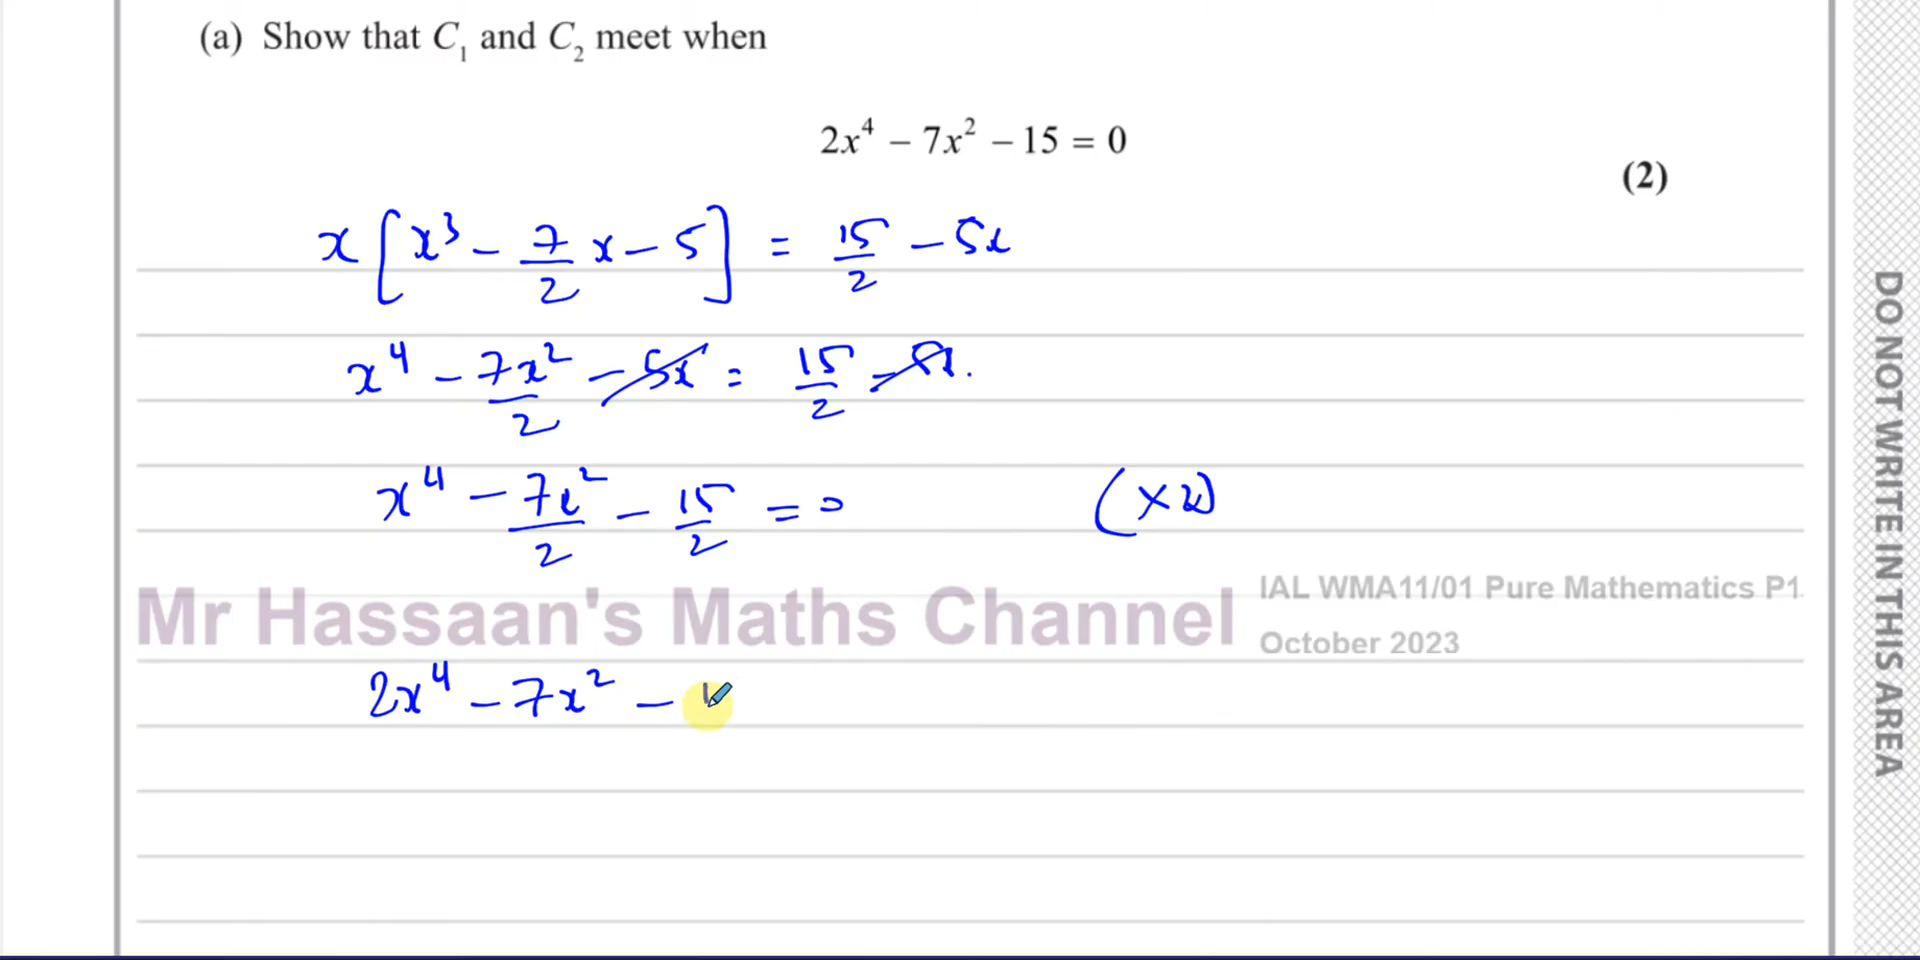 (a) Show that C₁ and C₂ meet when
2x⁴ − 7x² − 15 = 0
(2)
x[x³ − 7/2 x − 5] = 15/2 − 5x
x⁴ − 7x²/2 − 5x = 15/2 − 5x.
x⁴ − 7x²/2 − 15/2 = 0 (×2)
Mr Hassaan's Maths Channel
IAL WMA11/01 Pure Mathematics P1
October 2023
2x⁴ − 7x² −
DO NOT WRITE IN THIS AREA